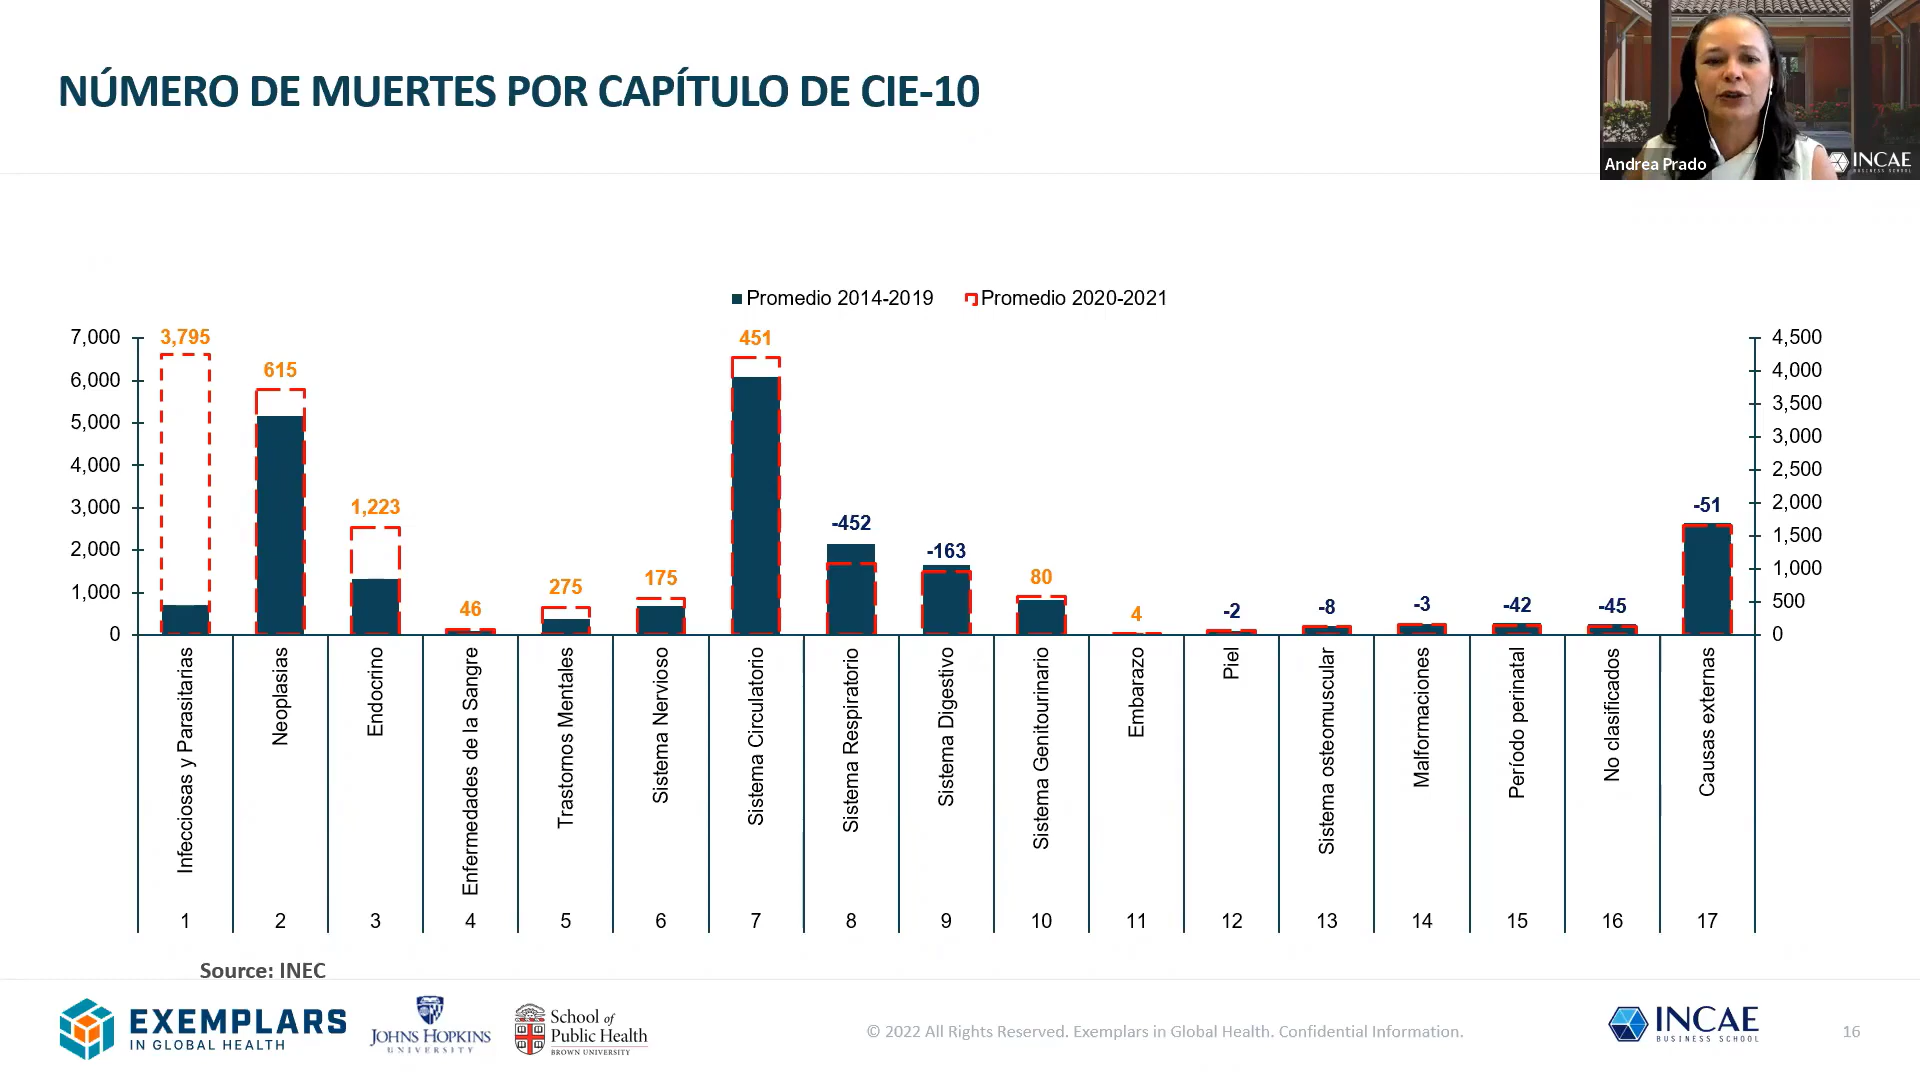 NÚMERO DE MUERTES POR CAPÍTULO DE CIE-10
Andrea Prado
INCAE
BUSINESS SCHOOL
Promedio 2014-2019
Promedio 2020-2021
7,000
6,000
5,000
4,000
3,000
2,000
1,000
0
3,795
615
1,223
46
275
175
451
-452
-163
80
4
-2
-8
-3
-42
-45
-51
4,500
4,000
3,500
3,000
2,500
2,000
1,500
1,000
500
0
Infecciosas y Parasitarias
Neoplasias
Endocrino
Enfermedades de la Sangre
Trastornos Mentales
Sistema Nervioso
Sistema Circulatorio
Sistema Respiratorio
Sistema Digestivo
Sistema Genitourinario
Embarazo
Piel
Sistema osteomuscular
Malformaciones
Período perinatal
No clasificados
Causas externas
1 2 3 4 5 6 7 8 9 10 11 12 13 14 15 16 17
Source: INEC
EXEMPLARS
IN GLOBAL HEALTH
JOHNS HOPKINS
UNIVERSITY
School of
Public Health
BROWN UNIVERSITY
© 2022 All Rights Reserved. Exemplars in Global Health. Confidential Information.
INCAE
BUSINESS SCHOOL
16